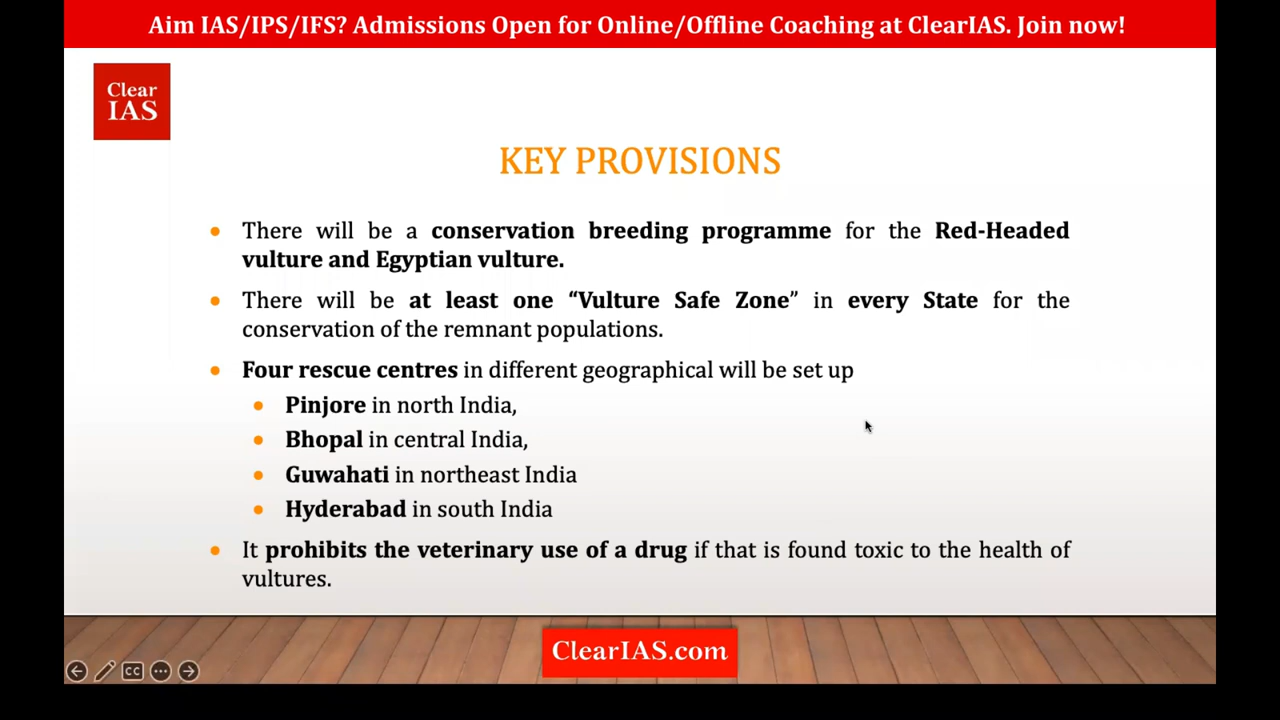 Aim IAS/IPS/IFS? Admissions Open for Online/Offline Coaching at ClearIAS. Join now!
Clear
IAS
KEY PROVISIONS
• There will be a conservation breeding programme for the Red-Headed
vulture and Egyptian vulture.
• There will be at least one “Vulture Safe Zone” in every State for the
conservation of the remnant populations.
• Four rescue centres in different geographical will be set up
• Pinjore in north India,
• Bhopal in central India,
• Guwahati in northeast India
• Hyderabad in south India
• It prohibits the veterinary use of a drug if that is found toxic to the health of
vultures.
ClearIAS.com
CC